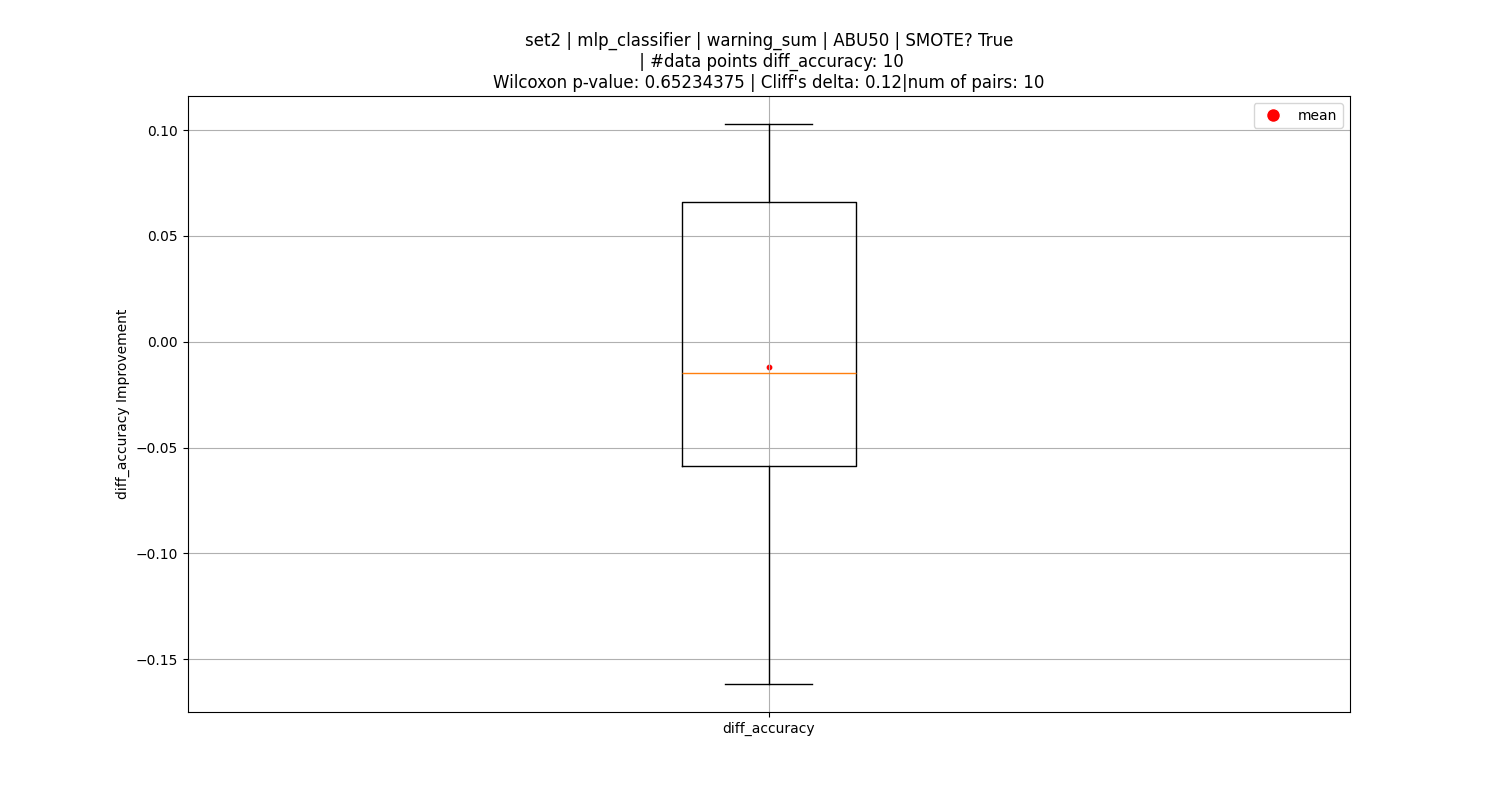 set2 | mlp_classifier | warning_sum | ABU50 | SMOTE? True
| #data points diff_accuracy: 10
Wilcoxon p-value: 0.65234375 | Cliff's delta: 0.12|num of pairs: 10
mean
0.10
0.05
0.00
−0.05
−0.10
−0.15
diff_accuracy Improvement
diff_accuracy